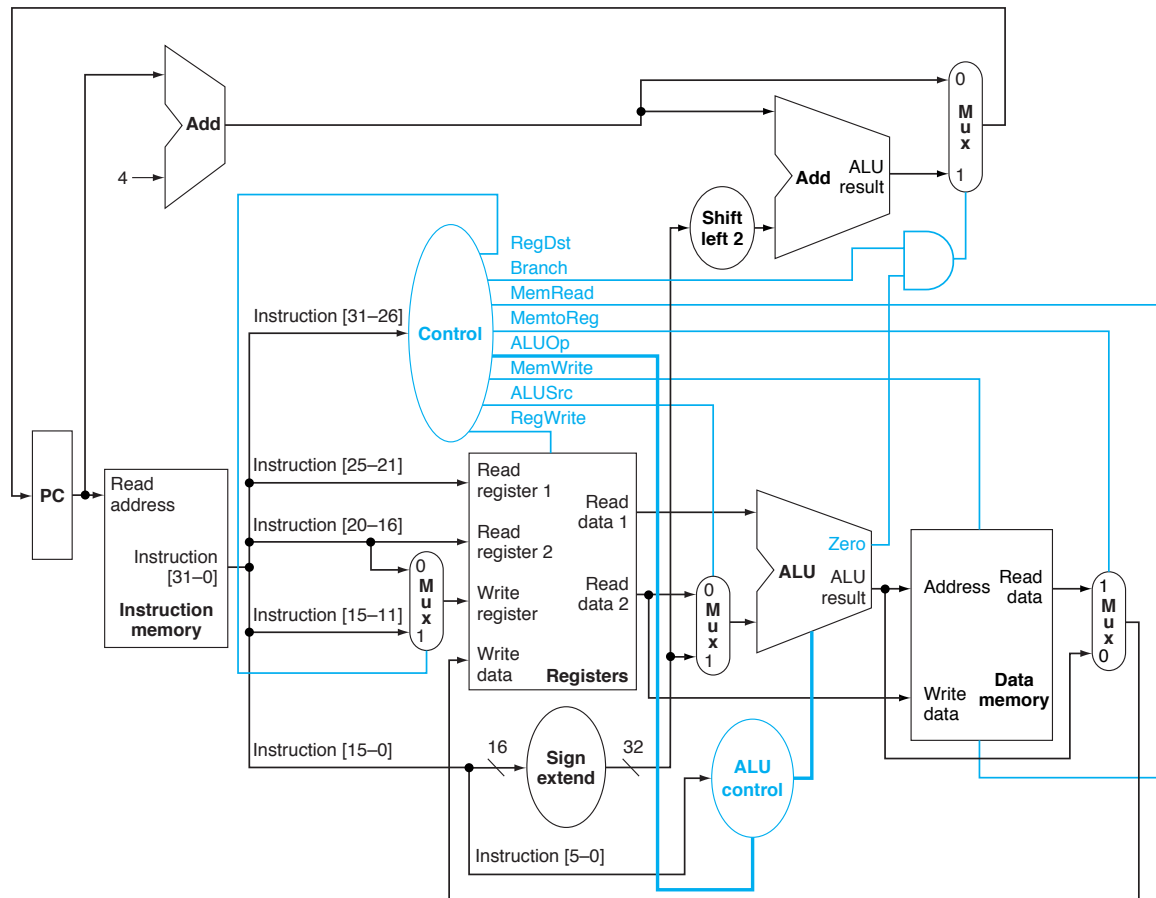 Add
4
0
M
u
x
1
Add
ALU
result
Shift
left 2
RegDst
Branch
MemRead
MemtoReg
ALUOp
MemWrite
ALUSrc
RegWrite
Control
Instruction [31–26]
Instruction [25–21]
Instruction [20–16]
Instruction [15–11]
Instruction [15–0]
Instruction [5–0]
PC
Read
address
Instruction
[31–0]
Instruction
memory
0
M
u
x
1
Read
register 1
Read
register 2
Write
register
Write
data
Read
data 1
Read
data 2
Registers
0
M
u
x
1
Zero
ALU
ALU
result
Address
Read
data
Write
data
Data
memory
1
M
u
x
0
16
Sign
extend
32
ALU
control